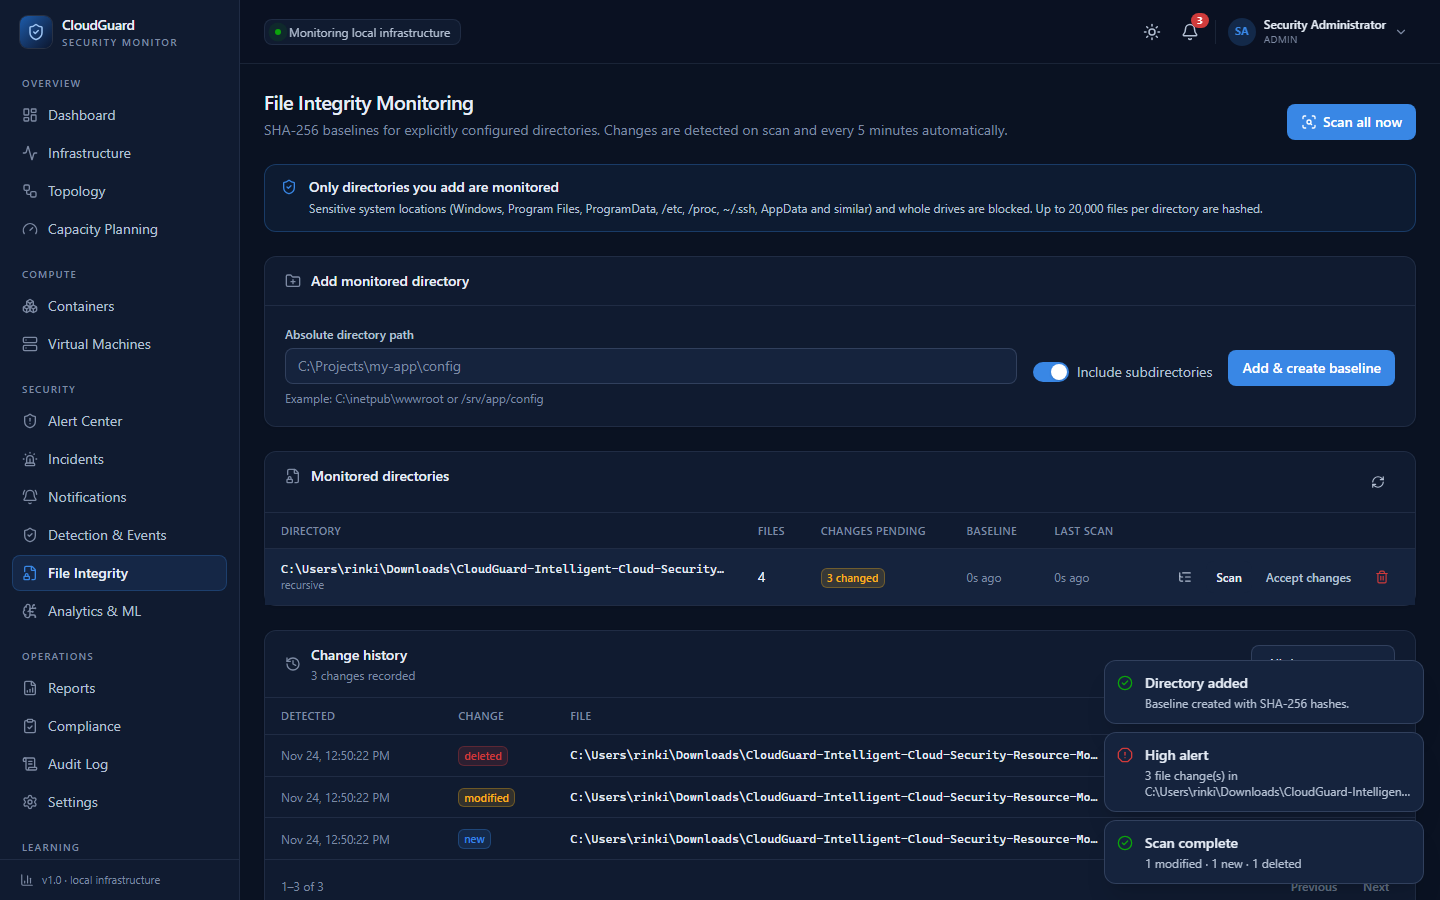 CloudGuard
SECURITY MONITOR
Monitoring local infrastructure
3
SA
Security Administrator
ADMIN
OVERVIEW
Dashboard
Infrastructure
Topology
Capacity Planning
COMPUTE
Containers
Virtual Machines
SECURITY
Alert Center
Incidents
Notifications
Detection & Events
File Integrity
Analytics & ML
OPERATIONS
Reports
Compliance
Audit Log
Settings
LEARNING
v1.0 · local infrastructure
File Integrity Monitoring
SHA-256 baselines for explicitly configured directories. Changes are detected on scan and every 5 minutes automatically.
Scan all now
Only directories you add are monitored
Sensitive system locations (Windows, Program Files, ProgramData, /etc, /proc, ~/.ssh, AppData and similar) and whole drives are blocked. Up to 20,000 files per directory are hashed.
Add monitored directory
Absolute directory path
C:\Projects\my-app\config
Include subdirectories
Add & create baseline
Example: C:\inetpub\wwwroot or /srv/app/config
Monitored directories
DIRECTORY FILES CHANGES PENDING BASELINE LAST SCAN
C:\Users\rinki\Downloads\CloudGuard-Intelligent-Cloud-Security…
recursive
4 3 changed 0s ago 0s ago Scan Accept changes
Change history
3 changes recorded
DETECTED CHANGE FILE
Nov 24, 12:50:22 PM deleted C:\Users\rinki\Downloads\CloudGuard-Intelligent-Cloud-Security-Resource-Mo…
Nov 24, 12:50:22 PM modified C:\Users\rinki\Downloads\CloudGuard-Intelligent-Cloud-Security-Resource-Mo…
Nov 24, 12:50:22 PM new C:\Users\rinki\Downloads\CloudGuard-Intelligent-Cloud-Security-Resource-Mo…
1–3 of 3
Previous Next
Directory added
Baseline created with SHA-256 hashes.
High alert
3 file change(s) in
C:\Users\rinki\Downloads\CloudGuard-Intelligen…
Scan complete
1 modified · 1 new · 1 deleted